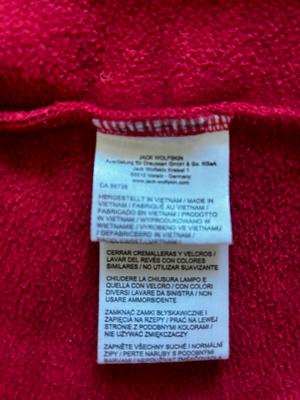 JACK WOLFSKIN
Ausrüstung für Draussen GmbH & Co. KGaA
Jack Wolfskin Kreisel 1
65510 Idstein - Germany
www.jack-wolfskin.com
HERGESTELLT IN VIETNAM / MADE IN
VIETNAM / FABRIQUÉ AU VIETNAM /
FABRICADO EN VIETNAM / PRODOTTO
IN VIETNAM / WYPRODUKOWANO W
WIETNAMIE / VYROBENO VE VIETNAMU
/ GEFABRICEERD IN VIETNAM
CERRAR CREMALLERAS Y VELCROS /
LAVAR DEL REVÉS CON COLORES
SIMILARES / NO UTILIZAR SUAVIZANTE
CHIUDERE LA CHIUSURA LAMPO E
QUELLA CON VELCRO / CON COLORI
DIVERSI LAVARE DA SINISTRA / NON
USARE AMMORBIDENTE
ZAMKNĄĆ ZAMKI BŁYSKAWICZNE I
ZAPIĘCIA NA RZEPY / PRAĆ NA LEWEJ
STRONIE Z PODOBNYMI KOLORAMI /
NIE UŻYWAĆ ZMIĘKCZACZY
ZAPNĚTE VŠECHNY SUCHÉ I NORMÁLNÍ
ZIPY / PERTE NARUBY S PODOBNÝMI